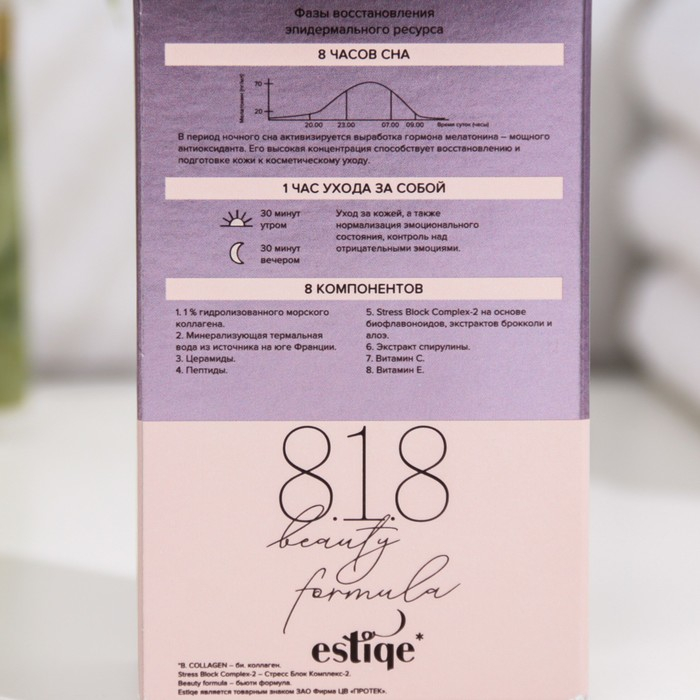 Фазы восстановления
эпидермального ресурса
8 ЧАСОВ СНА
70
20
20.00 23.00 07.00 09.00 Время суток (часы)
В период ночного сна активизируется выработка гормона мелатонина – мощного
антиоксиданта. Его высокая концентрация способствует восстановлению и
подготовке кожи к косметическому уходу.
1 ЧАС УХОДА ЗА СОБОЙ
30 минут
утром
30 минут
вечером
Уход за кожей, а также
нормализация эмоционального
состояния, контроль над
отрицательными эмоциями.
8 КОМПОНЕНТОВ
1. 1 % гидролизованного морского
коллагена.
2. Минерализующая термальная
вода из источника на юге Франции.
3. Церамиды.
4. Пептиды.
5. Stress Block Complex-2 на основе
биофлавоноидов, экстрактов брокколи и
алоэ.
6. Экстракт спирулины.
7. Витамин С.
8. Витамин Е.
8.1.8
beauty
formula
estiqe*
*B. COLLAGEN – би. коллаген.
Stress Block Complex-2 – Стресс Блок Комплекс-2.
Beauty formula – бьюти формула.
Estiqe является товарным знаком ЗАО Фирма ЦВ «ПРОТЕК».